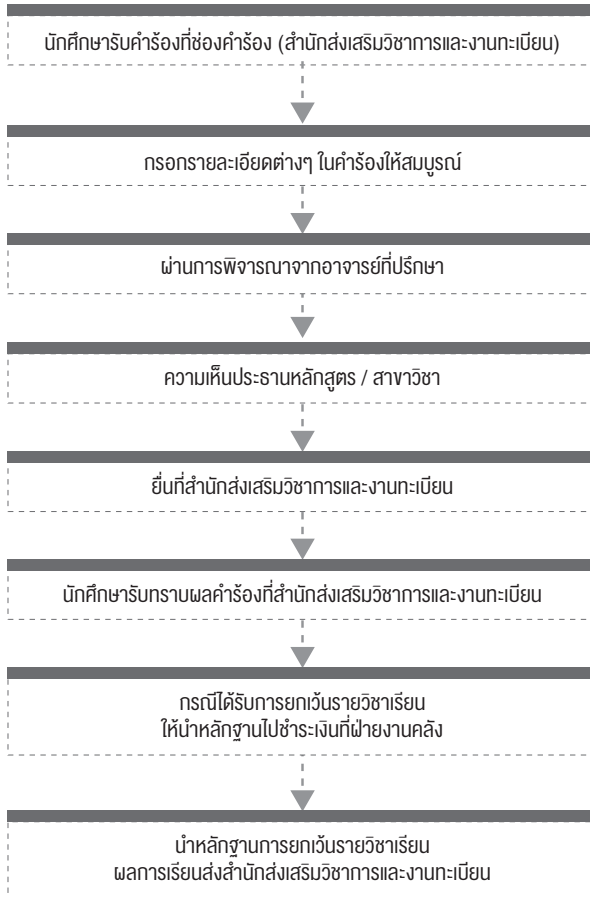 นักศึกษารับคำร้องที่ช่องคำร้อง (สำนักส่งเสริมวิชาการและงานทะเบียน)
กรอกรายละเอียดต่างๆ ในคำร้องให้สมบูรณ์
ผ่านการพิจารณาจากอาจารย์ที่ปรึกษา
ความเห็นประธานหลักสูตร / สาขาวิชา
ยื่นที่สำนักส่งเสริมวิชาการและงานทะเบียน
นักศึกษารับทราบผลคำร้องที่สำนักส่งเสริมวิชาการและงานทะเบียน
กรณีได้รับการยกเว้นรายวิชาเรียน
ให้นำหลักฐานไปชำระเงินที่ฝ่ายงานคลัง
นำหลักฐานการยกเว้นรายวิชาเรียน
ผลการเรียนส่งสำนักส่งเสริมวิชาการและงานทะเบียน